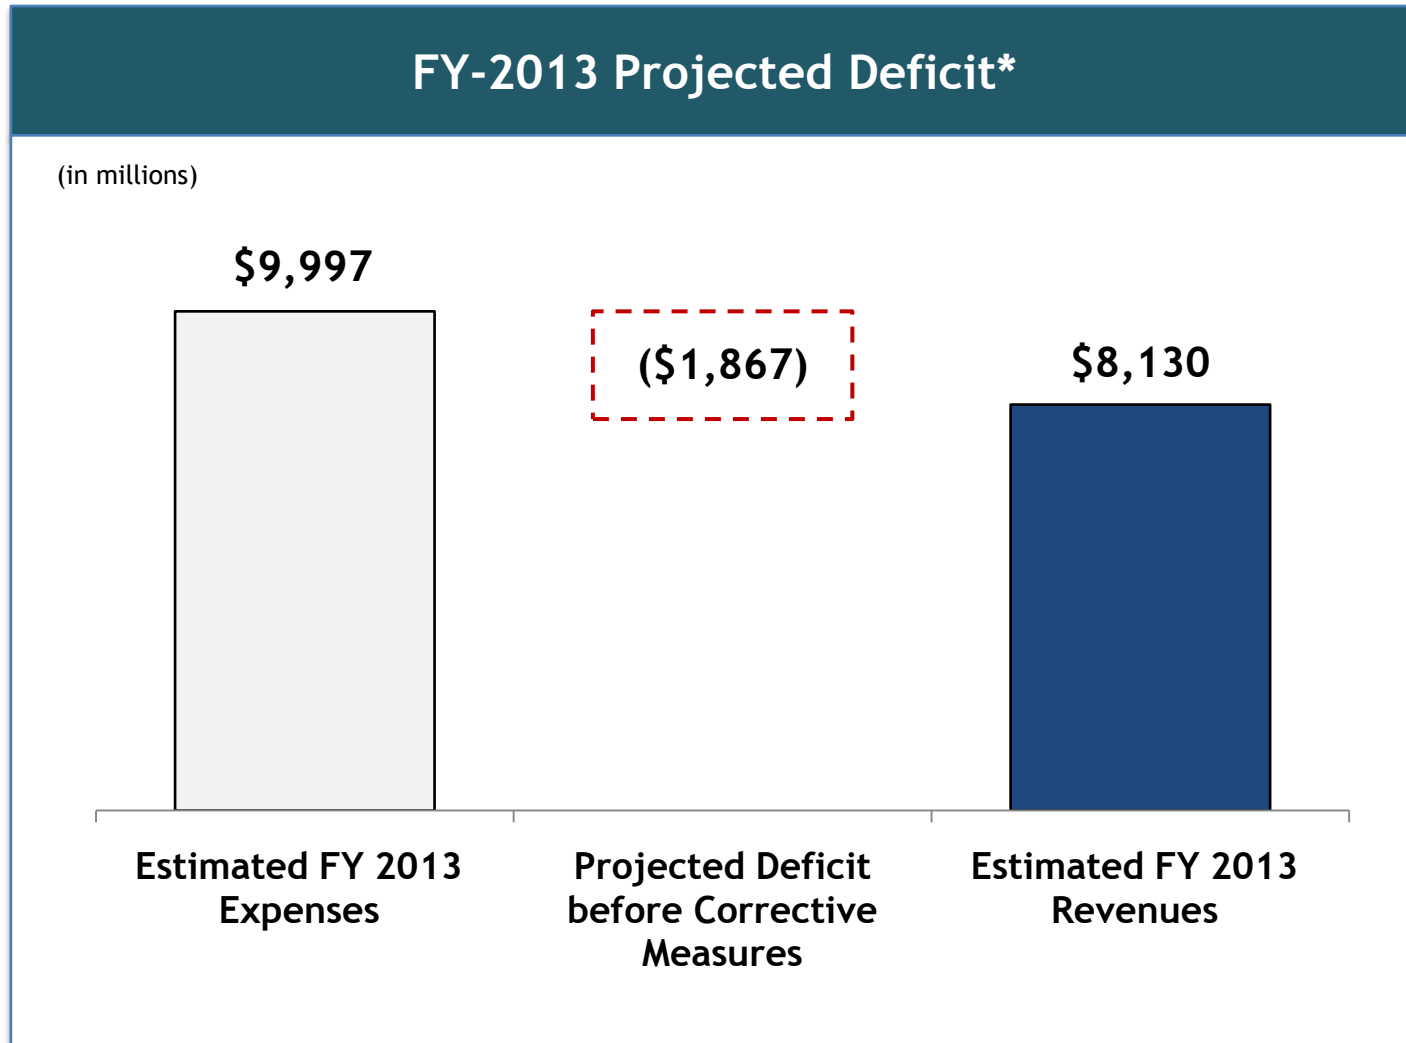 FY-2013 Projected Deficit*
(in millions)
$9,997
($1,867)
$8,130
Estimated FY 2013
Expenses
Projected Deficit
before Corrective
Measures
Estimated FY 2013
Revenues